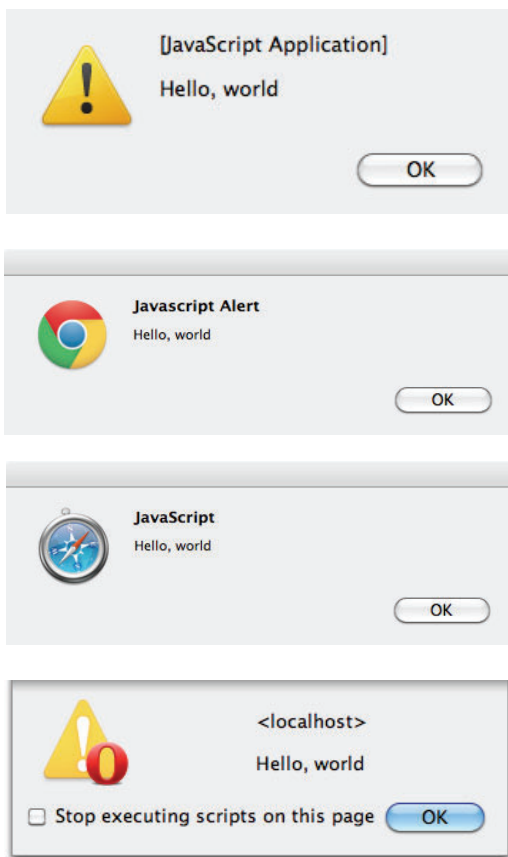 [JavaScript Application]
Hello, world
OK
Javascript Alert
Hello, world
OK
JavaScript
Hello, world
OK
<localhost>
Hello, world
Stop executing scripts on this page
OK